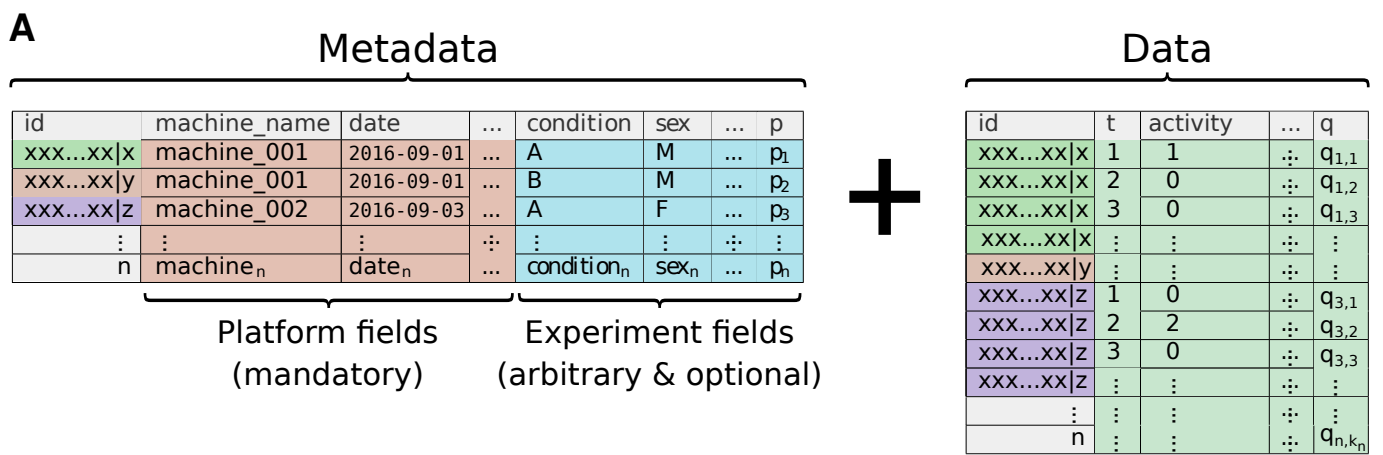 A
Metadata
Data
id machine_name date ... condition sex ... p
xxx...xx|x machine_001 2016-09-01 ... A M ... p₁
xxx...xx|y machine_001 2016-09-01 ... B M ... p₂
xxx...xx|z machine_002 2016-09-03 ... A F ... p₃
⋮ ⋮ ⋮ ⋮ ⋮ ⋮ ⋮ ⋮
n machineₙ dateₙ ... conditionₙ sexₙ ... pₙ
Platform fields
(mandatory)
Experiment fields
(arbitrary & optional)
+
id t activity ... q
xxx...xx|x 1 1 ⋮ q₁,₁
xxx...xx|x 2 0 ⋮ q₁,₂
xxx...xx|x 3 0 ⋮ q₁,₃
xxx...xx|x ⋮ ⋮ ⋮ ⋮
xxx...xx|y ⋮ ⋮ ⋮ ⋮
xxx...xx|z 1 0 ⋮ q₃,₁
xxx...xx|z 2 2 ⋮ q₃,₂
xxx...xx|z 3 0 ⋮ q₃,₃
xxx...xx|z ⋮ ⋮ ⋮ ⋮
⋮ ⋮ ⋮ ⋮ ⋮
n ⋮ ⋮ ⋮ qn,kn